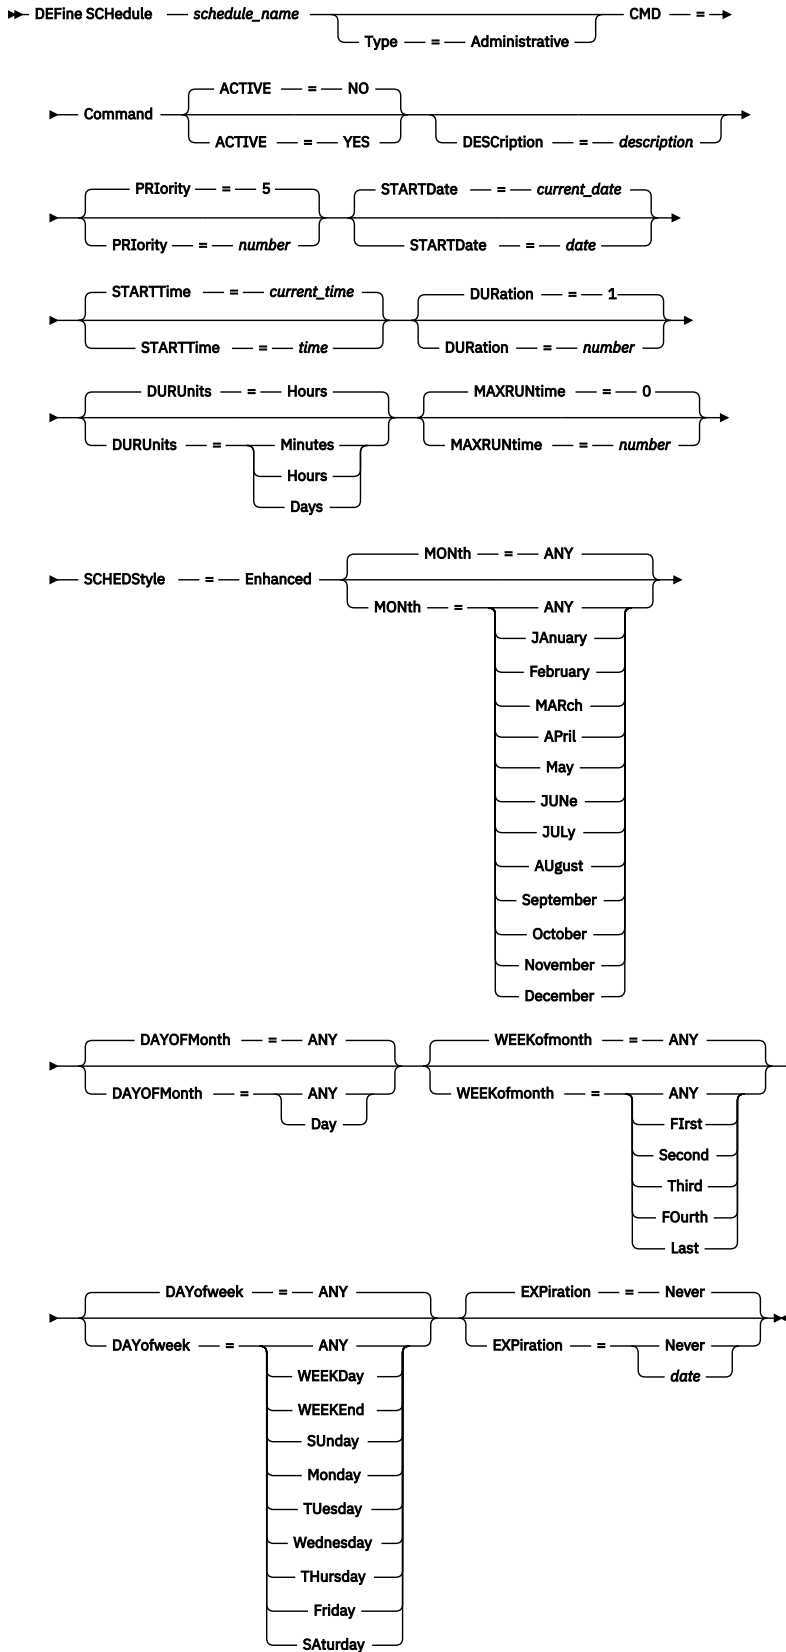 DEFine SCHedule schedule_name Type = Administrative CMD =
Command ACTIVE = NO
ACTIVE = YES
DESCription = description
PRIority = 5
PRIority = number
STARTDate = current_date
STARTDate = date
STARTTime = current_time
STARTTime = time
DURation = 1
DURation = number
DURUnits = Hours
DURUnits = Minutes
Hours
Days
MAXRUNtime = 0
MAXRUNtime = number
SCHEDStyle = Enhanced
MONth = ANY
MONth = ANY
JAnuary
February
MARch
APril
May
JUNe
JULy
AUgust
September
October
November
December
DAYOFMonth = ANY
DAYOFMonth = ANY
Day
WEEKofmonth = ANY
WEEKofmonth = ANY
FIrst
Second
Third
FOurth
Last
DAYofweek = ANY
DAYofweek = ANY
WEEKDay
WEEKEnd
SUnday
Monday
TUesday
Wednesday
THursday
Friday
SAturday
EXPiration = Never
EXPiration = Never
date